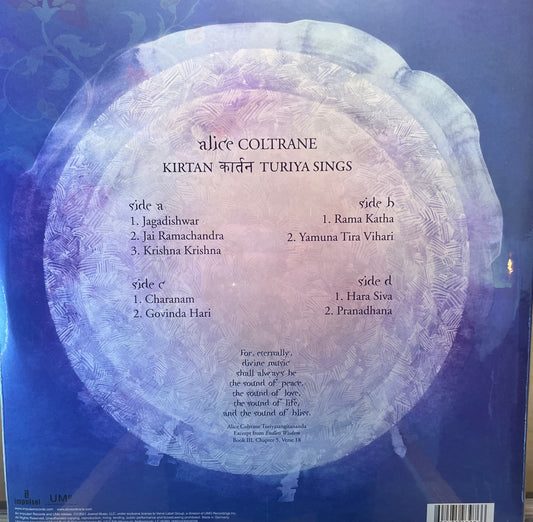 alice COLTRANE
KIRTAN कार्तन TURIYA SINGS
side a
1. Jagadishwar
2. Jai Ramachandra
3. Krishna Krishna
side b
1. Rama Katha
2. Yamuna Tira Vihari
side c
1. Charanam
2. Govinda Hari
side d
1. Hara Siva
2. Pranadhana
For, eternally,
divine music
shall always be
the sound of peace,
the sound of love,
the sound of life,
and the sound of bliss.
Alice Coltrane Turiyasangitananda
Excerpt from Endless Wisdom
Book III, Chapter 5, Verse 18
impulse!
UMe